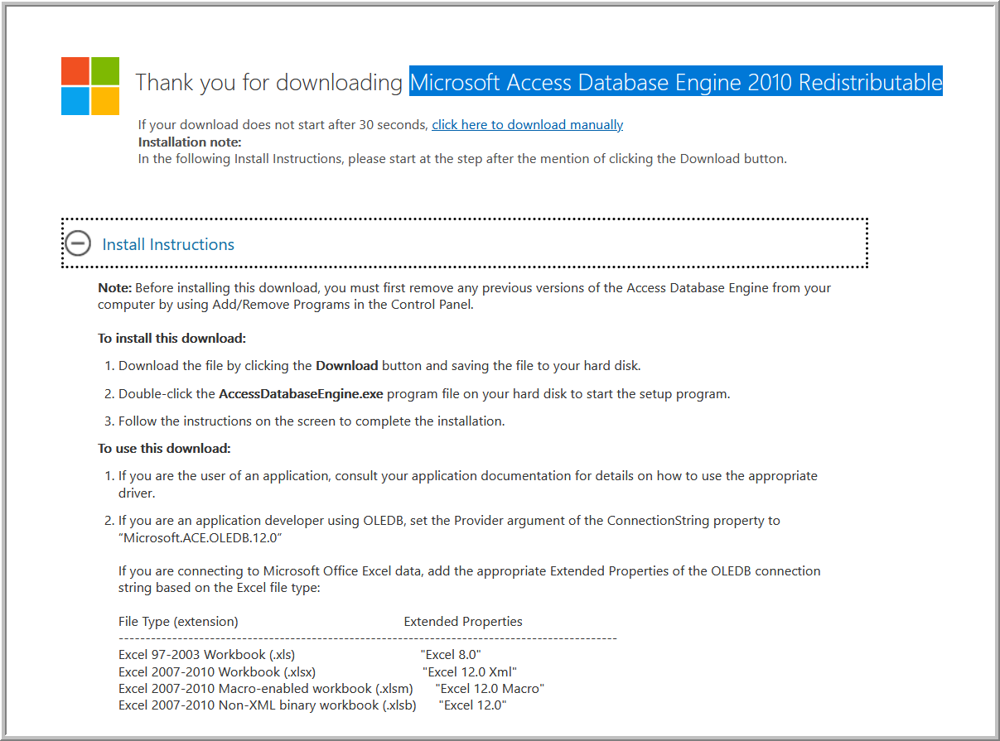 Thank you for downloading Microsoft Access Database Engine 2010 Redistributable
If your download does not start after 30 seconds, click here to download manually
Installation note:
In the following Install Instructions, please start at the step after the mention of clicking the Download button.
Install Instructions
Note: Before installing this download, you must first remove any previous versions of the Access Database Engine from your
computer by using Add/Remove Programs in the Control Panel.
To install this download:
1. Download the file by clicking the Download button and saving the file to your hard disk.
2. Double-click the AccessDatabaseEngine.exe program file on your hard disk to start the setup program.
3. Follow the instructions on the screen to complete the installation.
To use this download:
1. If you are the user of an application, consult your application documentation for details on how to use the appropriate
driver.
2. If you are an application developer using OLEDB, set the Provider argument of the ConnectionString property to
“Microsoft.ACE.OLEDB.12.0”
If you are connecting to Microsoft Office Excel data, add the appropriate Extended Properties of the OLEDB connection
string based on the Excel file type:
File Type (extension) Extended Properties
---------------------------------------------------------------------------------------------
Excel 97-2003 Workbook (.xls) "Excel 8.0"
Excel 2007-2010 Workbook (.xlsx) "Excel 12.0 Xml"
Excel 2007-2010 Macro-enabled workbook (.xlsm) "Excel 12.0 Macro"
Excel 2007-2010 Non-XML binary workbook (.xlsb) "Excel 12.0"